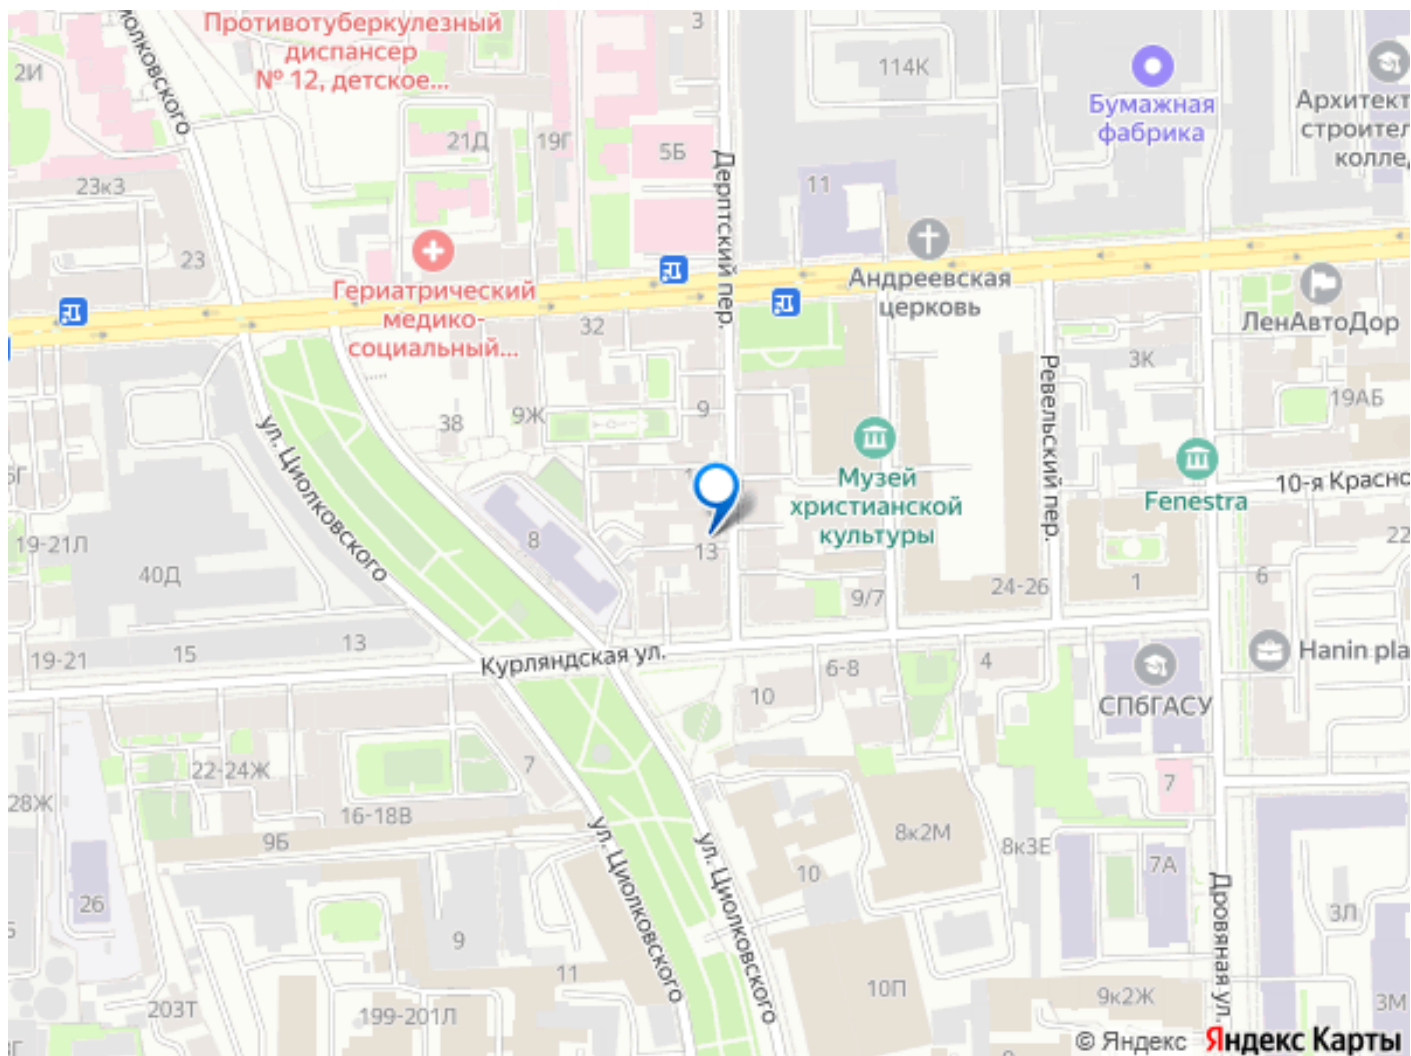 Противотуберкулезный
диспансер
№ 12, детское...
3
114К
Бумажная
фабрика
Архитект
строител
колле
2И
иолковского
21Д
19Г
5Б
Дерптский пер.
11
23к3
23
Гериатрический
медико-
социальный...
32
Андреевская
церковь
ЛенАвтоДор
3К
19АБ
Ревельский пер.
9
9Ж
38
ул. Циолковского
Музей
христианской
культуры
Fenestra
10-я Красно
22
19-21Л
40Д
8
13
24-26
1
6
9/7
19-21
15
13
Курляндская ул.
6-8
4
10
СПбГАСУ
Hanin pla
22-24Ж
7
7
28Ж
16-18В
9Б
ул. Циолковского
ул. Циолковского
8к2М
8к3Е
7А
10
Дровяная ул.
26
9
11
3Л
203Т
199-201Л
10П
9к2Ж
3М
© Яндекс Яндекс Карты